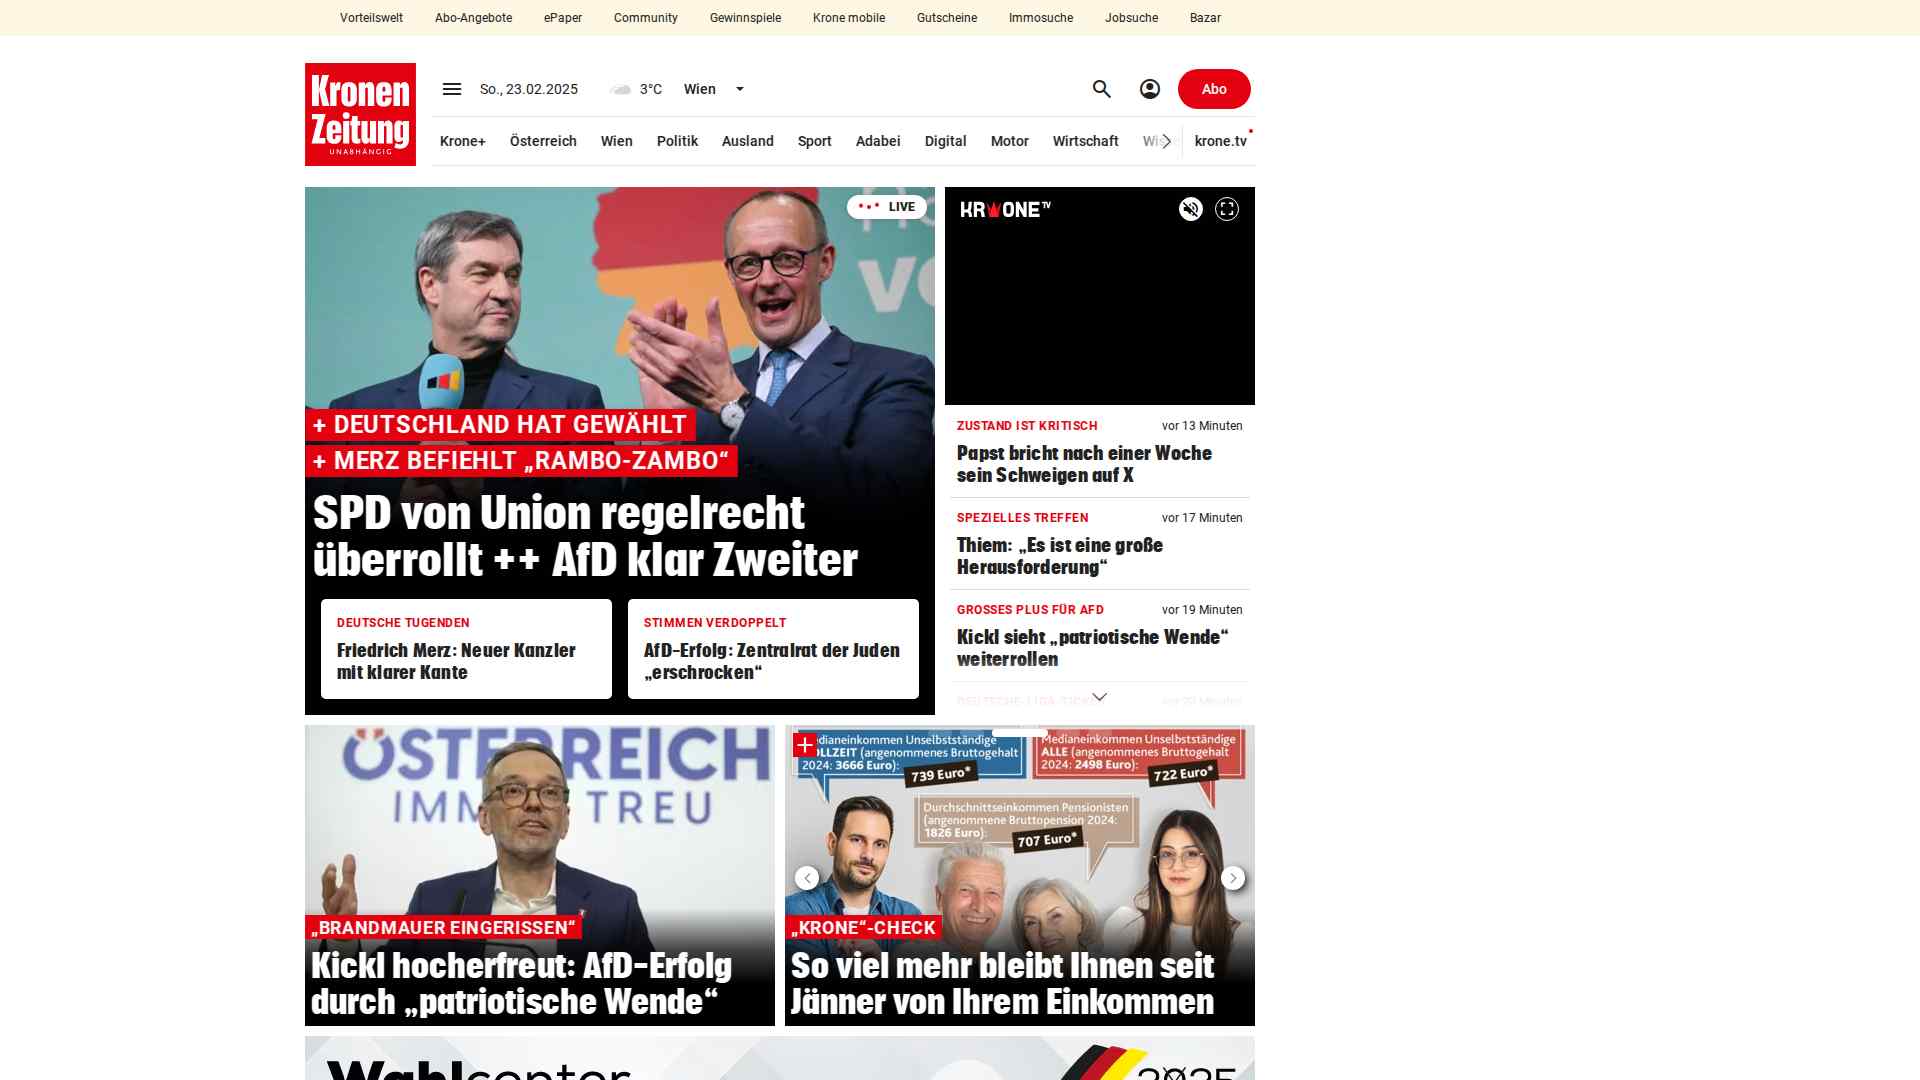 Vorteilswelt Abo-Angebote ePaper Community Gewinnspiele Krone mobile Gutscheine Immosuche Jobsuche Bazar
Kronen
Zeitung
UNABHÄNGIG
So., 23.02.2025 3°C Wien
Abo
Krone+ Österreich Wien Politik Ausland Sport Adabei Digital Motor Wirtschaft krone.tv
LIVE
+ DEUTSCHLAND HAT GEWÄHLT
+ MERZ BEFIEHLT „RAMBO-ZAMBO“
SPD von Union regelrecht
überrollt ++ AfD klar Zweiter
DEUTSCHE TUGENDEN
Friedrich Merz: Neuer Kanzler
mit klarer Kante
STIMMEN VERDOPPELT
AfD-Erfolg: Zentralrat der Juden
„erschrocken“
KRONE TV
ZUSTAND IST KRITISCH vor 13 Minuten
Papst bricht nach einer Woche
sein Schweigen auf X
SPEZIELLES TREFFEN vor 17 Minuten
Thiem: „Es ist eine große
Herausforderung“
GROSSES PLUS FÜR AFD vor 19 Minuten
Kickl sieht „patriotische Wende“
weiterrollen
ÖSTERREICH
TREU
„BRANDMAUER EINGERISSEN“
Kickl hocherfreut: AfD-Erfolg
durch „patriotische Wende“
Medianeinkommen Unselbstständige
VOLLZEIT (angenommenes Bruttogehalt
2024: 3666 Euro):
739 Euro*
Medianeinkommen Unselbstständige
ALLE (angenommenes Bruttogehalt
2024: 2498 Euro):
722 Euro*
Durchschnittseinkommen Pensionisten
(angenommene Bruttopension 2024:
1826 Euro):
707 Euro*
„KRONE“-CHECK
So viel mehr bleibt Ihnen seit
Jänner von Ihrem Einkommen
Wahlcenter 2025